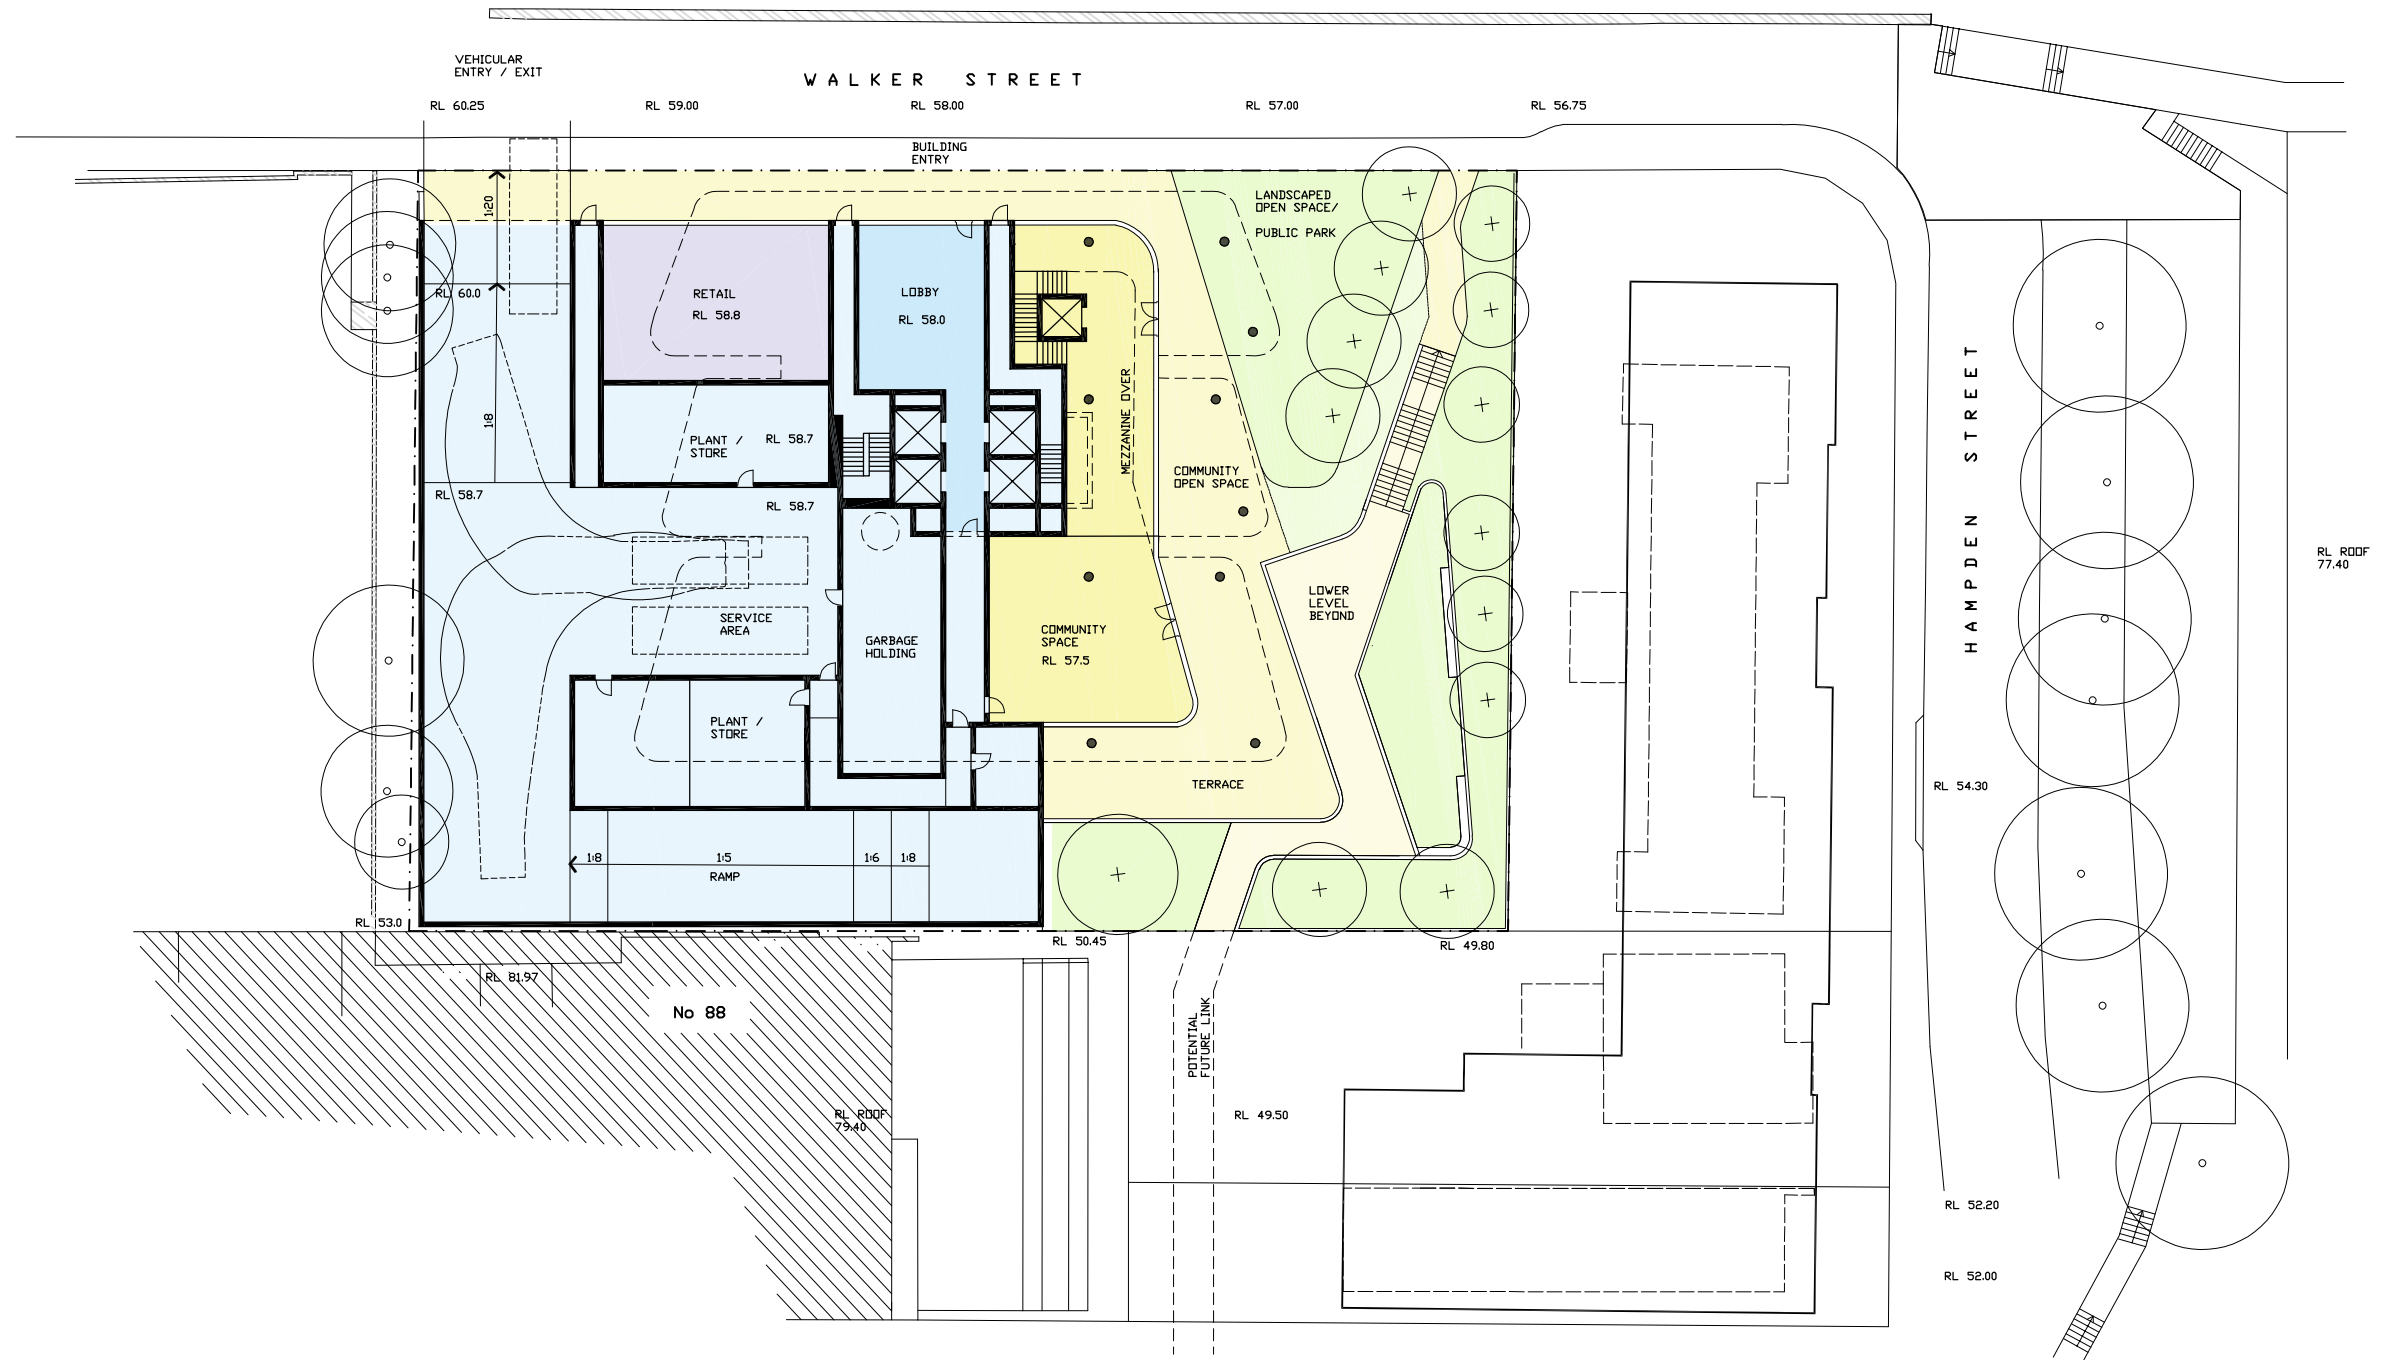 VEHICULAR
ENTRY / EXIT
WALKER STREET
RL 60.25
RL 59.00
RL 58.00
RL 57.00
RL 56.75
BUILDING
ENTRY
1:20
LANDSCAPED
OPEN SPACE/
PUBLIC PARK
RL 60.0
RETAIL
RL 58.8
LOBBY
RL 58.0
1:8
MEZZANINE OVER
PLANT /
STORE
RL 58.7
RL 58.7
RL 58.7
COMMUNITY
OPEN SPACE
HAMPDEN STREET
RL ROOF
77.40
LOWER
LEVEL
BEYOND
SERVICE
AREA
GARBAGE
HOLDING
COMMUNITY
SPACE
RL 57.5
PLANT /
STORE
TERRACE
RL 54.30
1:8
1:5
1:6
1:8
RAMP
RL 53.0
RL 50.45
RL 49.80
RL 81.97
No 88
POTENTIAL
FUTURE LINK
RL ROOF
79.40
RL 49.50
RL 52.20
RL 52.00